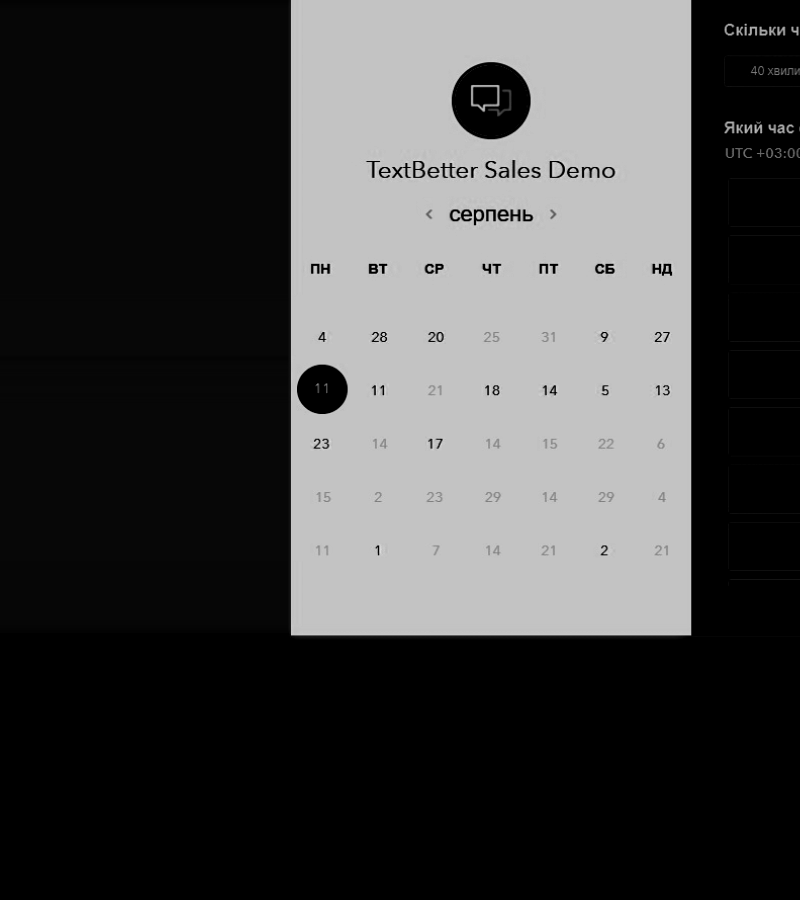 TextBetter Sales Demo
серпень
ПН ВТ СР ЧТ ПТ СБ НД
4 28 20 25 31 9 27
11 11 21 18 14 5 13
23 14 17 14 15 22 6
15 2 23 29 14 29 4
11 1 7 14 21 2 21
Скільки ч
40 хвили
Який час
UTC +03:00